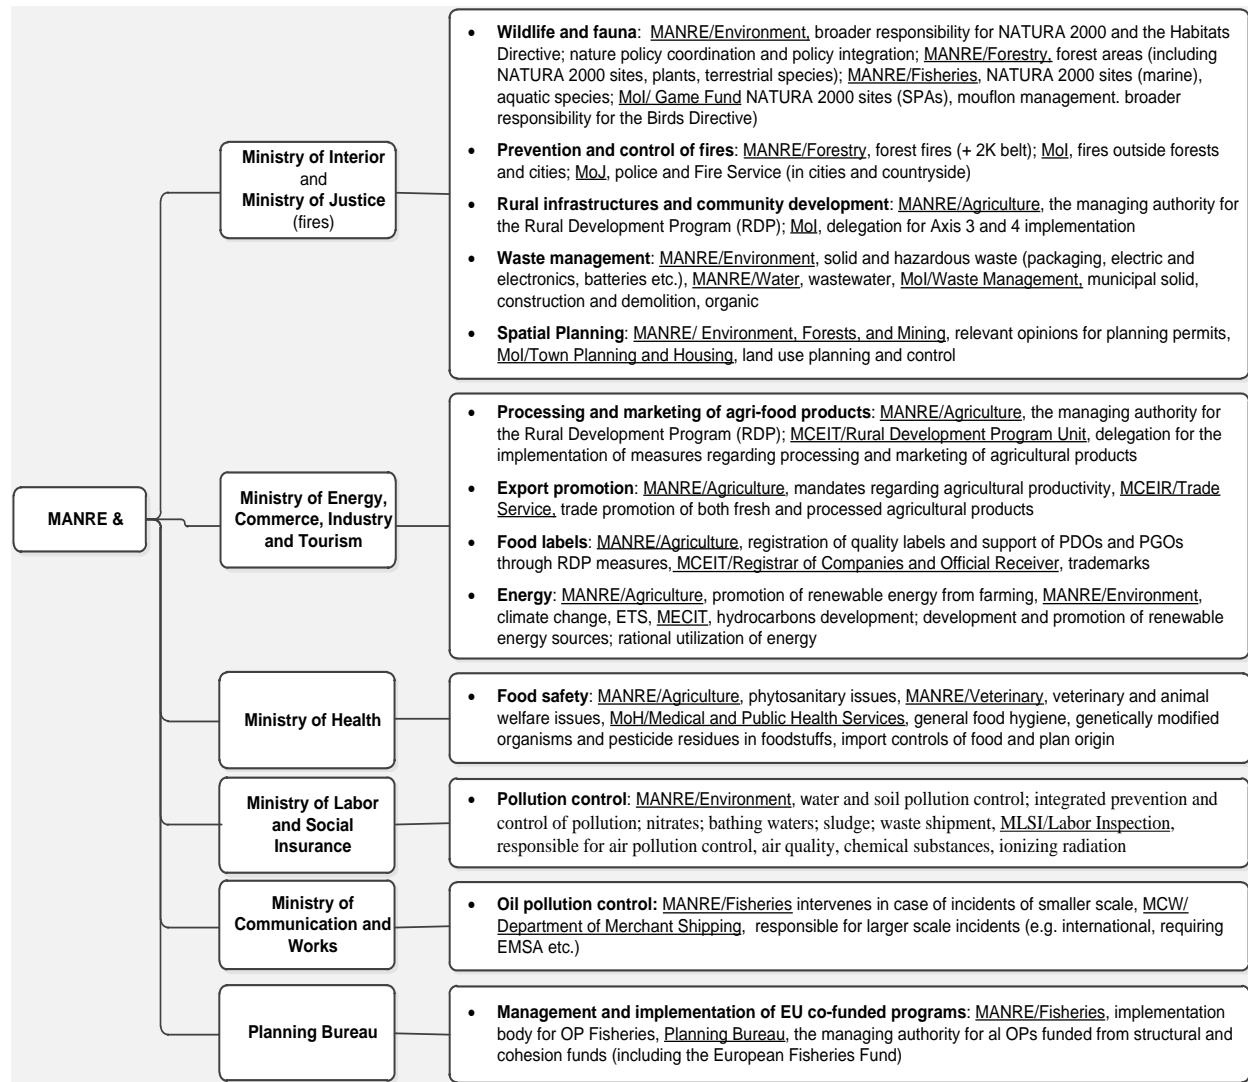 MANRE &
Ministry of Interior
and
Ministry of Justice
(fires)
• Wildlife and fauna: MANRE/Environment, broader responsibility for NATURA 2000 and the Habitats
Directive; nature policy coordination and policy integration; MANRE/Forestry, forest areas (including
NATURA 2000 sites, plants, terrestrial species); MANRE/Fisheries, NATURA 2000 sites (marine),
aquatic species; MoI/ Game Fund NATURA 2000 sites (SPAs), mouflon management. broader
responsibility for the Birds Directive)
• Prevention and control of fires: MANRE/Forestry, forest fires (+ 2K belt); MoI, fires outside forests
and cities; MoJ, police and Fire Service (in cities and countryside)
• Rural infrastructures and community development: MANRE/Agriculture, the managing authority for
the Rural Development Program (RDP); MoI, delegation for Axis 3 and 4 implementation
• Waste management: MANRE/Environment, solid and hazardous waste (packaging, electric and
electronics, batteries etc.), MANRE/Water, wastewater, MoI/Waste Management, municipal solid,
construction and demolition, organic
• Spatial Planning: MANRE/ Environment, Forests, and Mining, relevant opinions for planning permits,
MoI/Town Planning and Housing, land use planning and control
Ministry of Energy,
Commerce, Industry
and Tourism
• Processing and marketing of agri-food products: MANRE/Agriculture, the managing authority for
the Rural Development Program (RDP); MCEIT/Rural Development Program Unit, delegation for the
implementation of measures regarding processing and marketing of agricultural products
• Export promotion: MANRE/Agriculture, mandates regarding agricultural productivity, MCEIR/Trade
Service, trade promotion of both fresh and processed agricultural products
• Food labels: MANRE/Agriculture, registration of quality labels and support of PDOs and PGOs
through RDP measures, MCEIT/Registrar of Companies and Official Receiver, trademarks
• Energy: MANRE/Agriculture, promotion of renewable energy from farming, MANRE/Environment,
climate change, ETS, MECIT, hydrocarbons development; development and promotion of renewable
energy sources; rational utilization of energy
Ministry of Health
• Food safety: MANRE/Agriculture, phytosanitary issues, MANRE/Veterinary, veterinary and animal
welfare issues, MoH/Medical and Public Health Services, general food hygiene, genetically modified
organisms and pesticide residues in foodstuffs, import controls of food and plan origin
Ministry of Labor
and Social
Insurance
• Pollution control: MANRE/Environment, water and soil pollution control; integrated prevention and
control of pollution; nitrates; bathing waters; sludge; waste shipment, MLSI/Labor Inspection,
responsible for air pollution control, air quality, chemical substances, ionizing radiation
Ministry of
Communication and
Works
• Oil pollution control: MANRE/Fisheries intervenes in case of incidents of smaller scale, MCW/
Department of Merchant Shipping, responsible for larger scale incidents (e.g. international, requiring
EMSA etc.)
Planning Bureau
• Management and implementation of EU co-funded programs: MANRE/Fisheries, implementation
body for OP Fisheries, Planning Bureau, the managing authority for al OPs funded from structural and
cohesion funds (including the European Fisheries Fund)